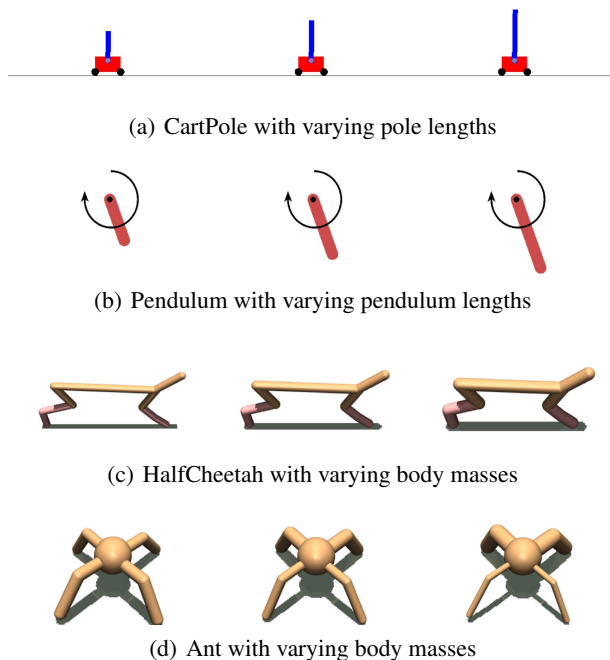 (a) CartPole with varying pole lengths
(b) Pendulum with varying pendulum lengths
(c) HalfCheetah with varying body masses
(d) Ant with varying body masses